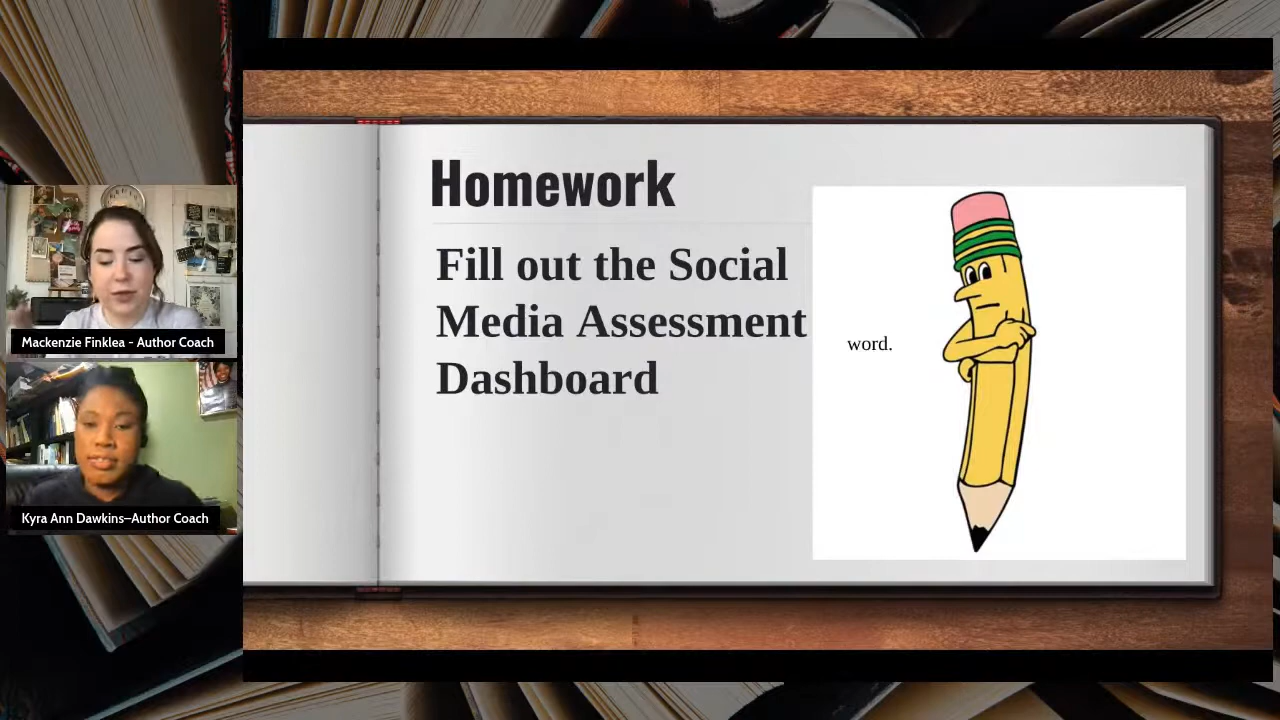 Homework
Fill out the Social
Media Assessment
Dashboard
word.
Mackenzie Finklea - Author Coach
Kyra Ann Dawkins–Author Coach